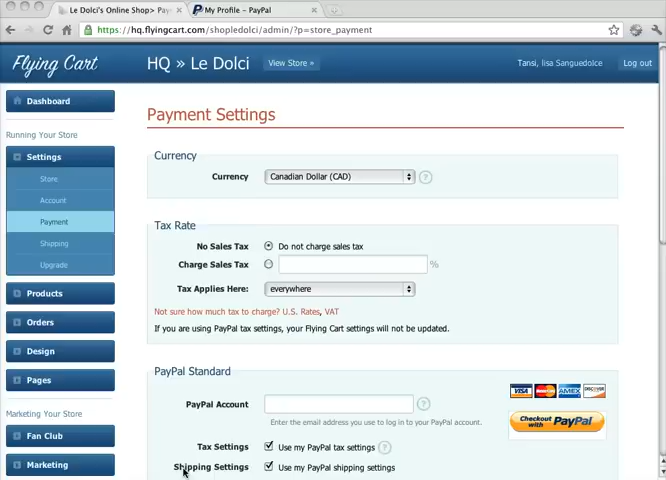 Le Dolci's Online Shop> Pay
My Profile - PayPal
https://hq.flyingcart.com/shopledolci/admin/?p=store_payment
Flying Cart
HQ » Le Dolci
View Store »
Tansi, lisa Sanguedolce
Log out
Dashboard
Running Your Store
Settings
Store
Account
Payment
Shipping
Upgrade
Products
Orders
Design
Pages
Marketing Your Store
Fan Club
Marketing
Payment Settings
Currency
Currency
Canadian Dollar (CAD)
?
Tax Rate
No Sales Tax
Do not charge sales tax
Charge Sales Tax
%
Tax Applies Here:
everywhere
Not sure how much tax to charge? U.S. Rates, VAT
If you are using PayPal tax settings, your Flying Cart settings will not be updated.
PayPal Standard
PayPal Account
?
Enter the email address you use to log in to your PayPal account.
VISA
AMEX
DISCOVER
Checkout
with PayPal
Tax Settings
Use my PayPal tax settings
?
Shipping Settings
Use my PayPal shipping settings